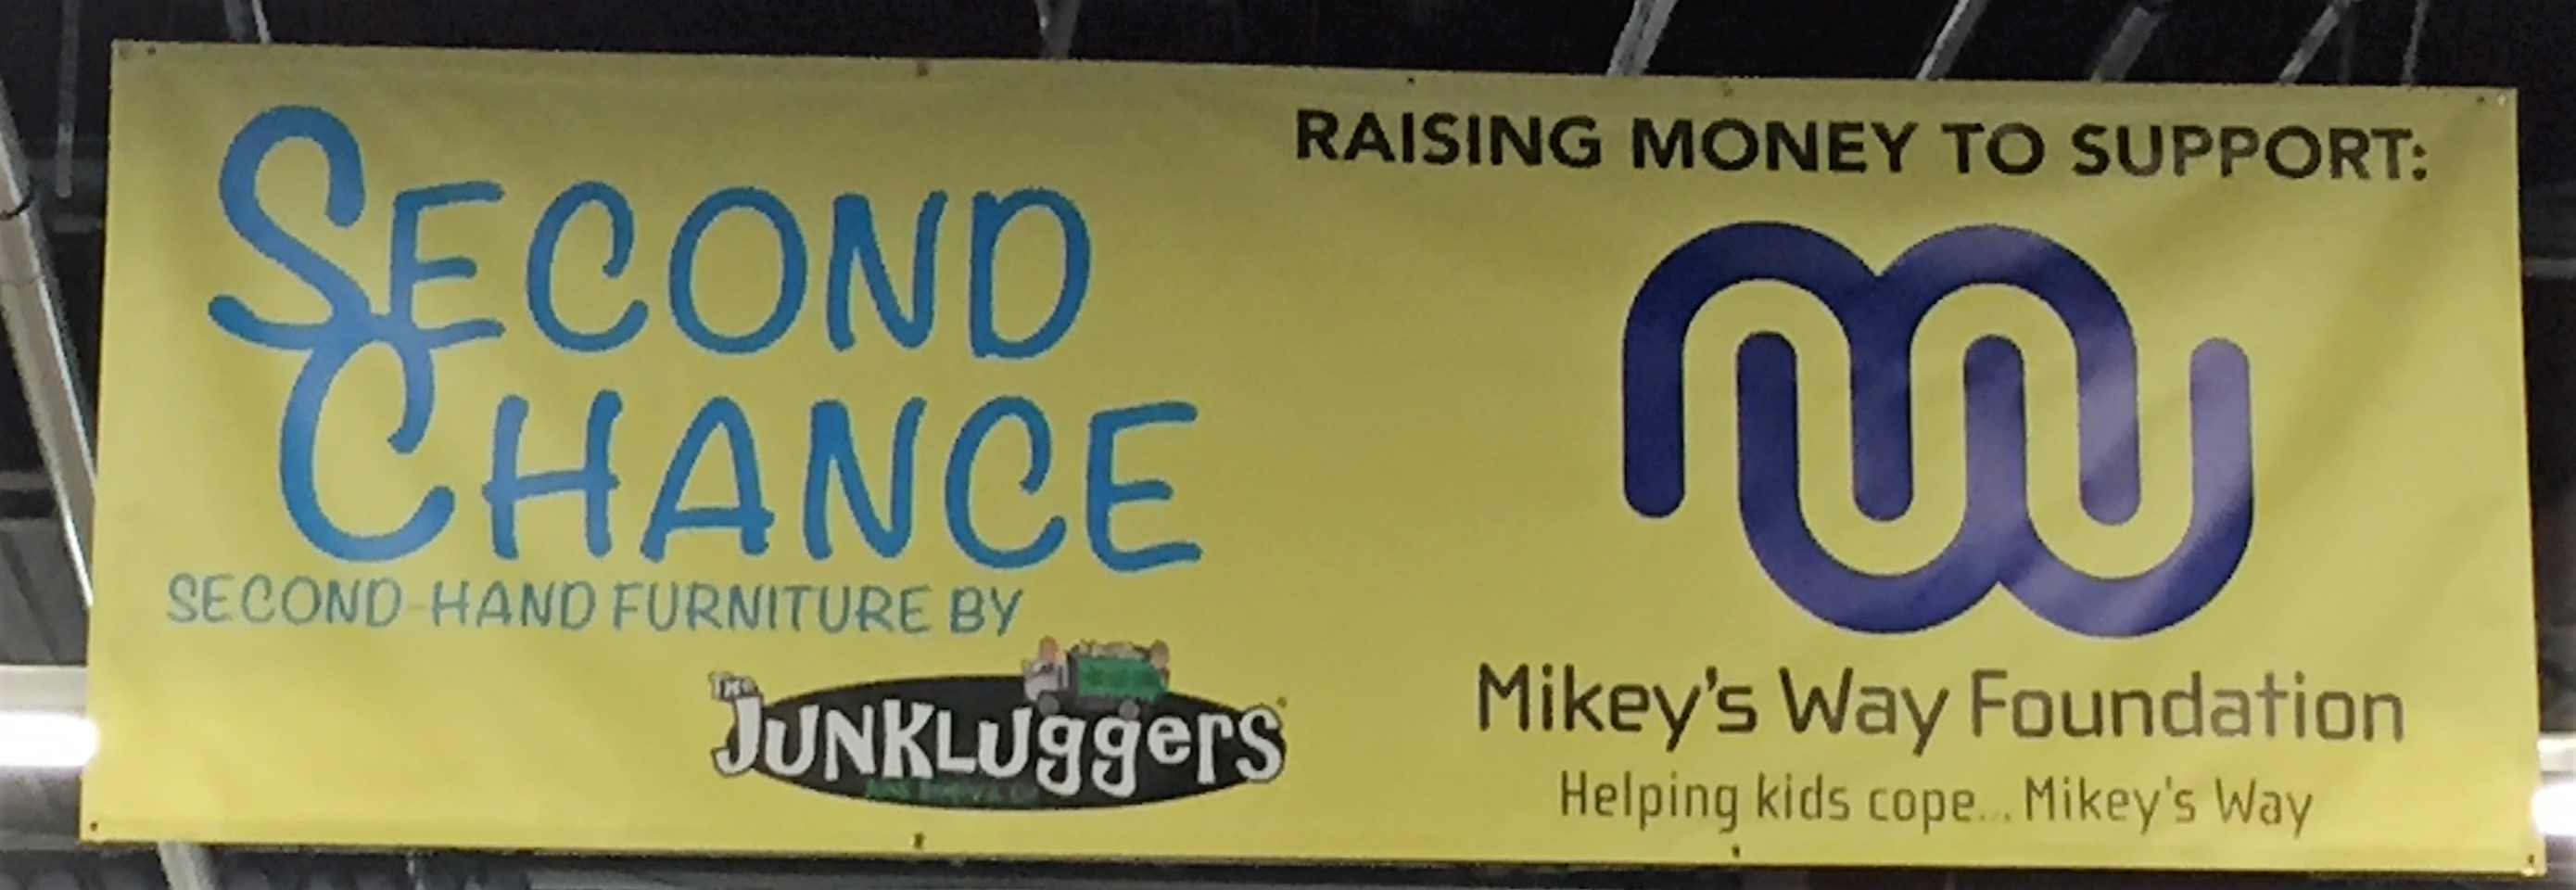 SECOND
CHANCE
SECOND-HAND FURNITURE BY
THE
JUNKLUggers
RAISING MONEY TO SUPPORT:
Mikey's Way Foundation
Helping kids cope... Mikey's Way